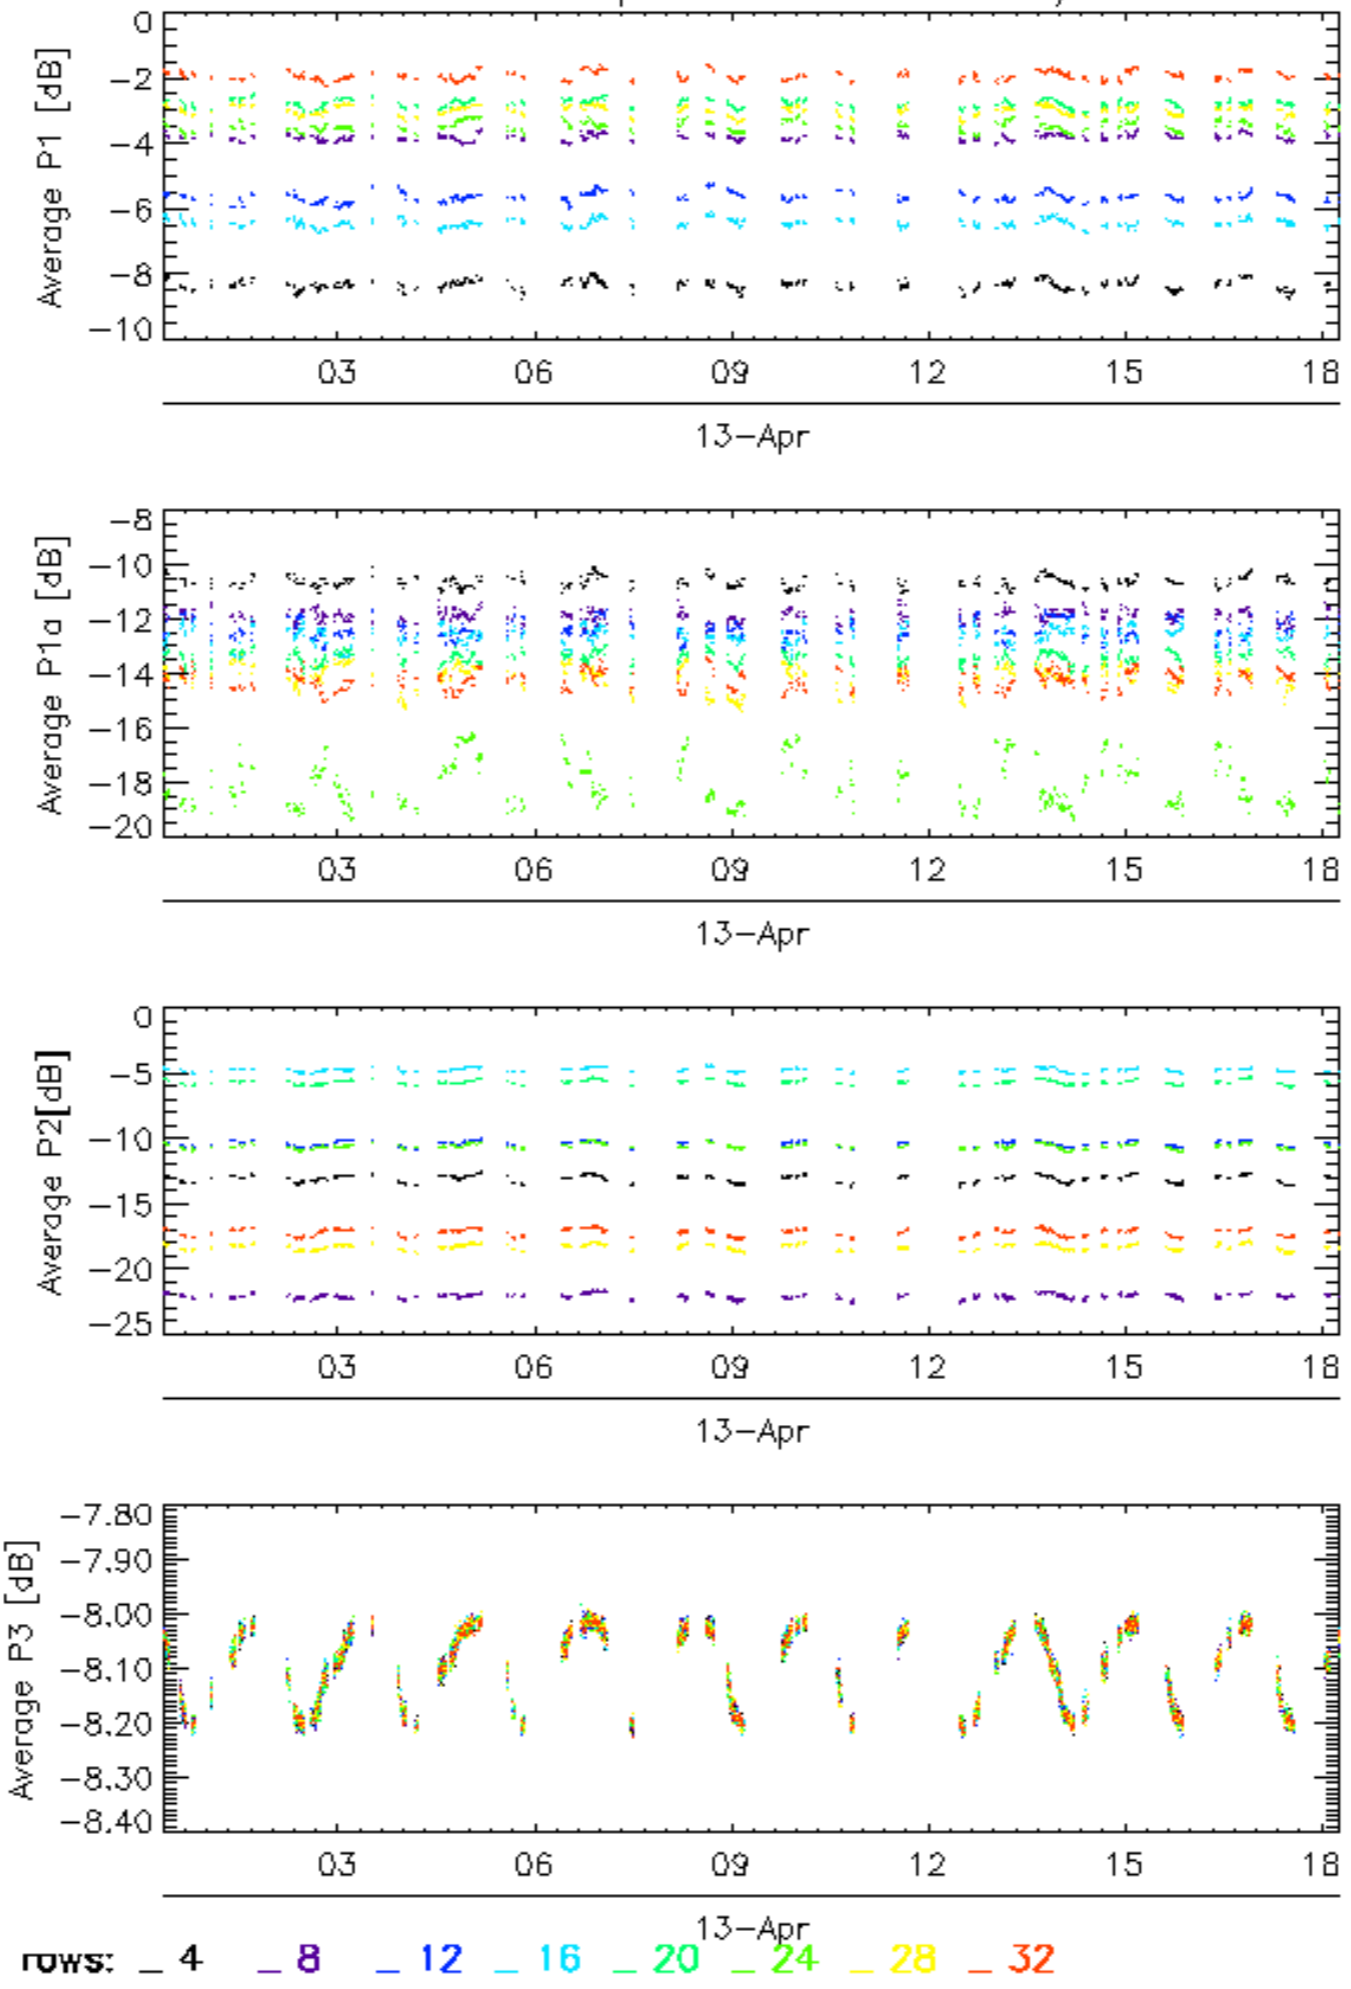 0
−2
−4
−6
−8
−10
Average P1 [dB]
03 06 09 12 15 18
13−Apr
−8
−10
−12
−14
−16
−18
−20
Average P1a [dB]
03 06 09 12 15 18
13−Apr
0
−5
−10
−15
−20
−25
Average P2[dB]
03 06 09 12 15 18
13−Apr
−7.80
−7.90
−8.00
−8.10
−8.20
−8.30
−8.40
Average P3 [dB]
03 06 09 12 15 18
13−Apr
rows: _ 4 _ 8 _ 12 _ 16 _ 20 _ 24 _ 28 _ 32